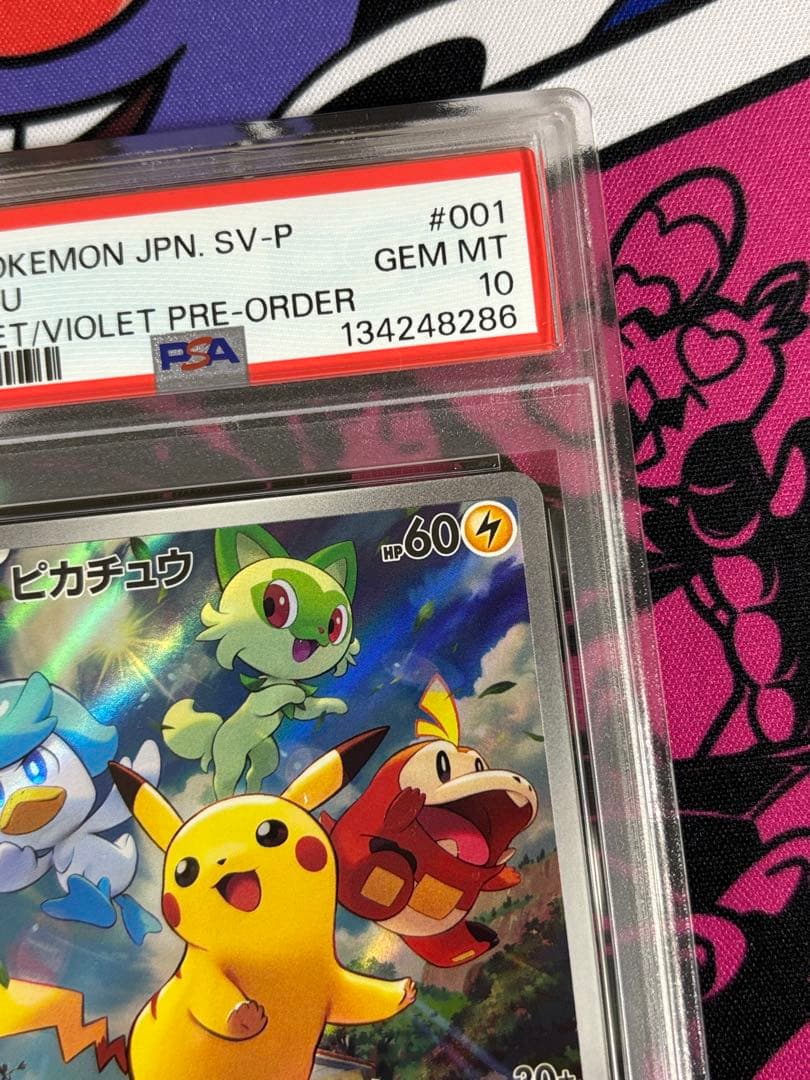 OKEMON JPN. SV-P #001
U GEM MT
ET/VIOLET PRE-ORDER 10
PSA 134248286
ピカチュウ HP60
30+